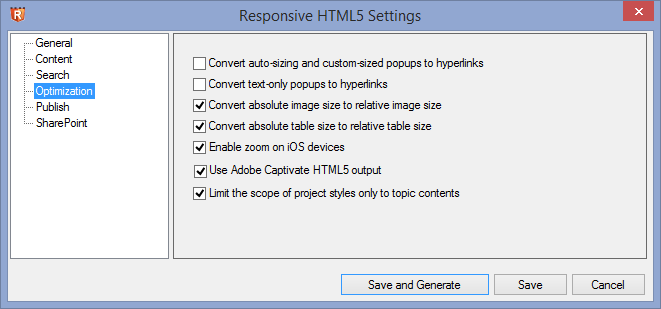 Responsive HTML5 Settings
General
Content
Search
Optimization
Publish
SharePoint
Convert auto-sizing and custom-sized popups to hyperlinks
Convert text-only popups to hyperlinks
Convert absolute image size to relative image size
Convert absolute table size to relative table size
Enable zoom on iOS devices
Use Adobe Captivate HTML5 output
Limit the scope of project styles only to topic contents
Save and Generate
Save
Cancel